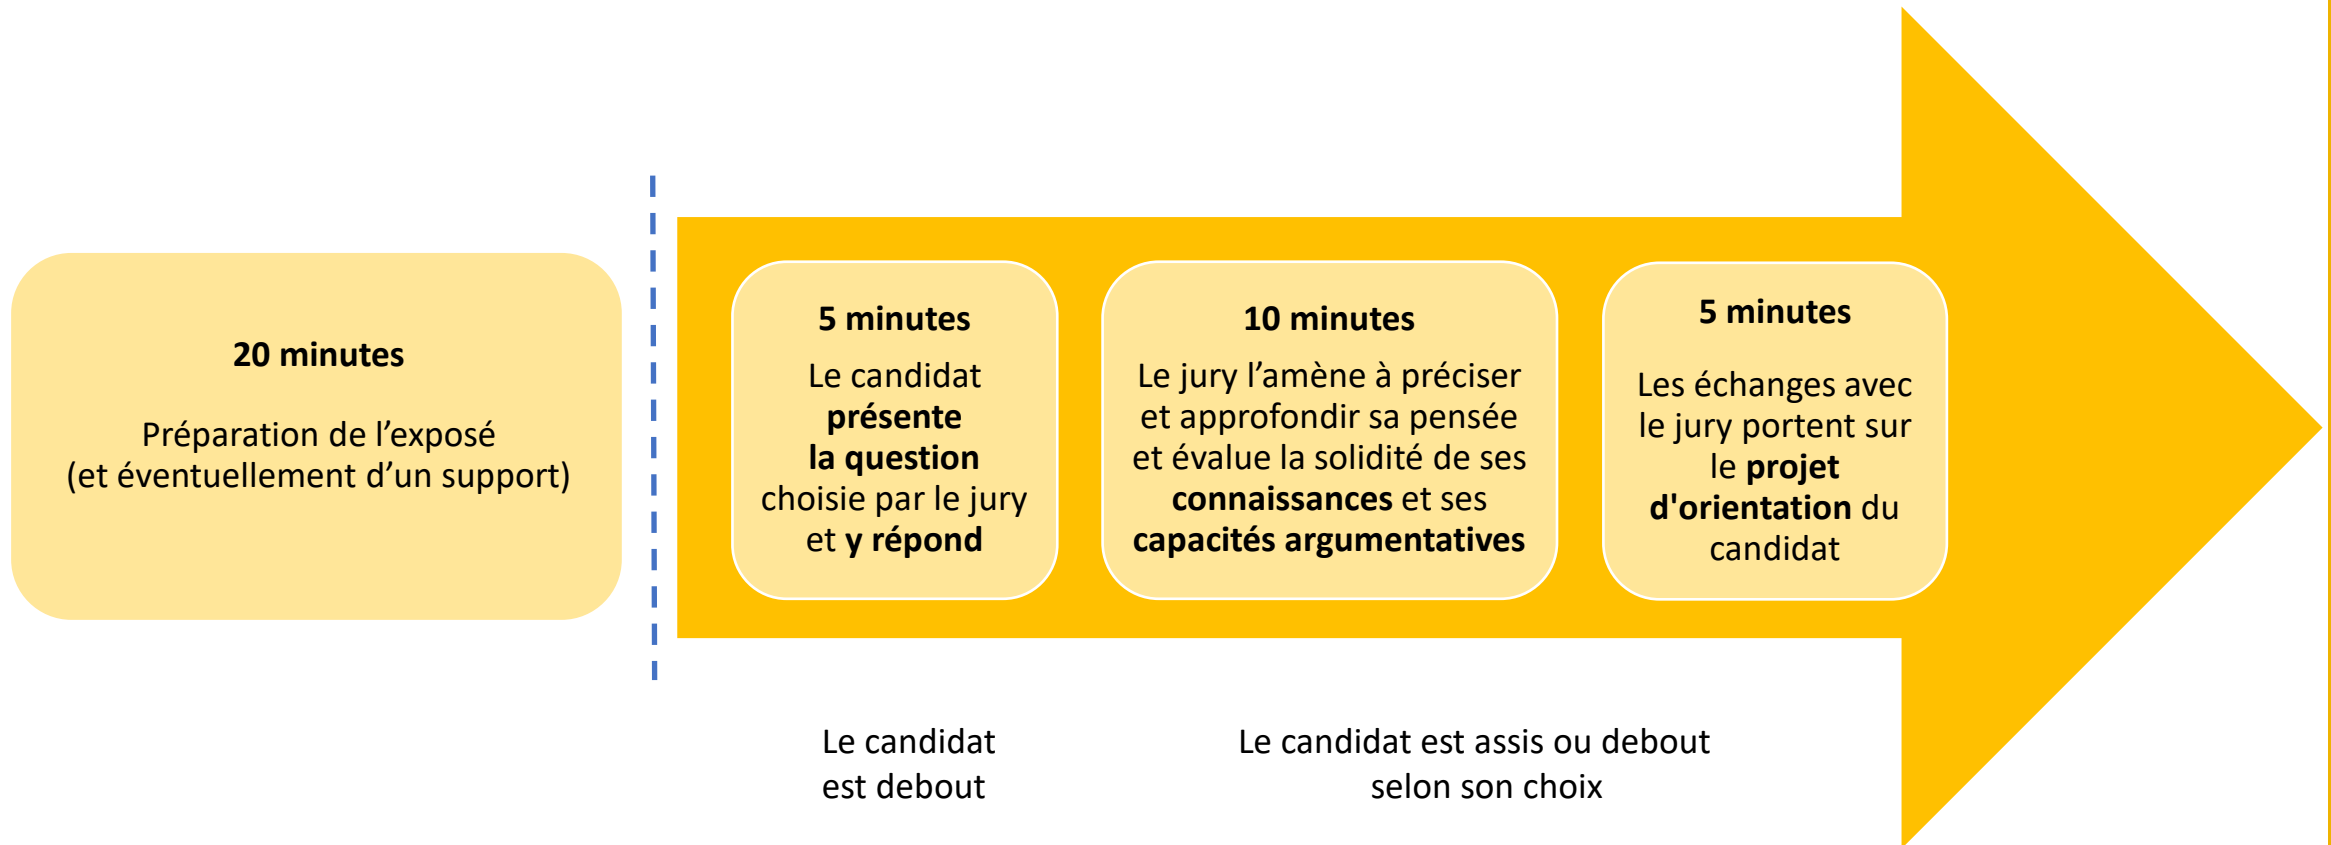 20 minutes
Préparation de l’exposé
(et éventuellement d’un support)
5 minutes
Le candidat
présente
la question
choisie par le jury
et y répond
10 minutes
Le jury l’amène à préciser
et approfondir sa pensée
et évalue la solidité de ses
connaissances et ses
capacités argumentatives
5 minutes
Les échanges avec
le jury portent sur
le projet
d'orientation du
candidat
Le candidat
est debout
Le candidat est assis ou debout
selon son choix